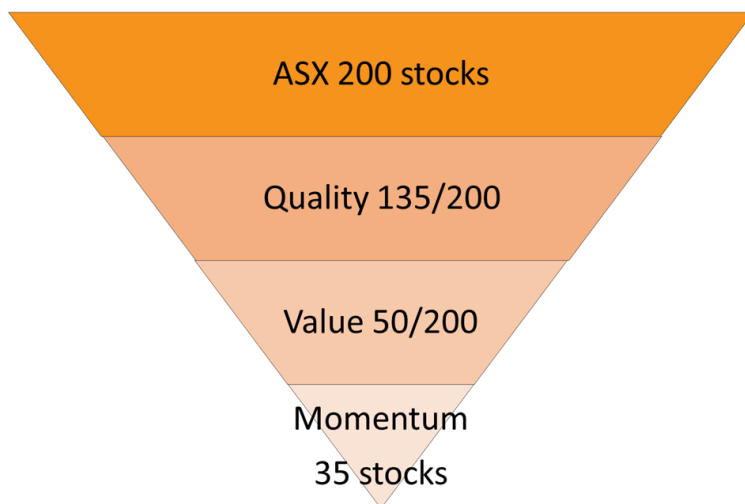 ASX 200 stocks
Quality 135/200
Value 50/200
Momentum
35 stocks